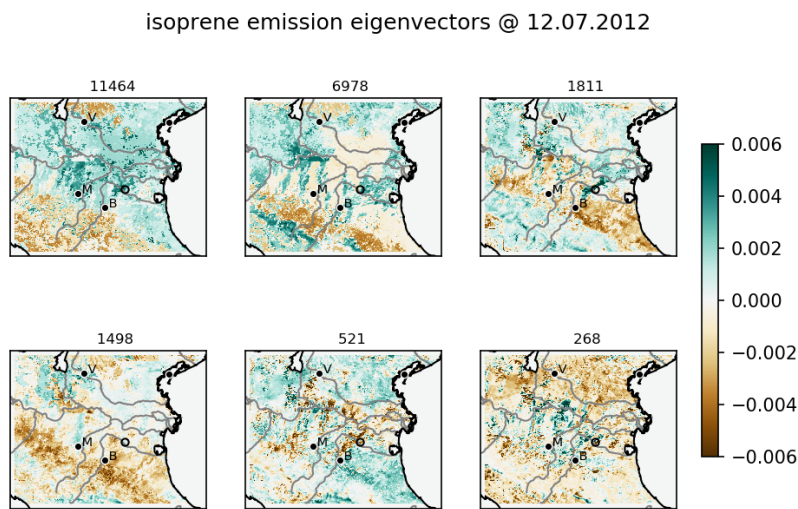 isoprene emission eigenvectors @ 12.07.2012
11464
6978
1811
V
M
B
V
M
B
V
M
B
0.006
0.004
0.002
0.000
−0.002
−0.004
−0.006
1498
521
268
V
M
B
V
M
B
V
M
B